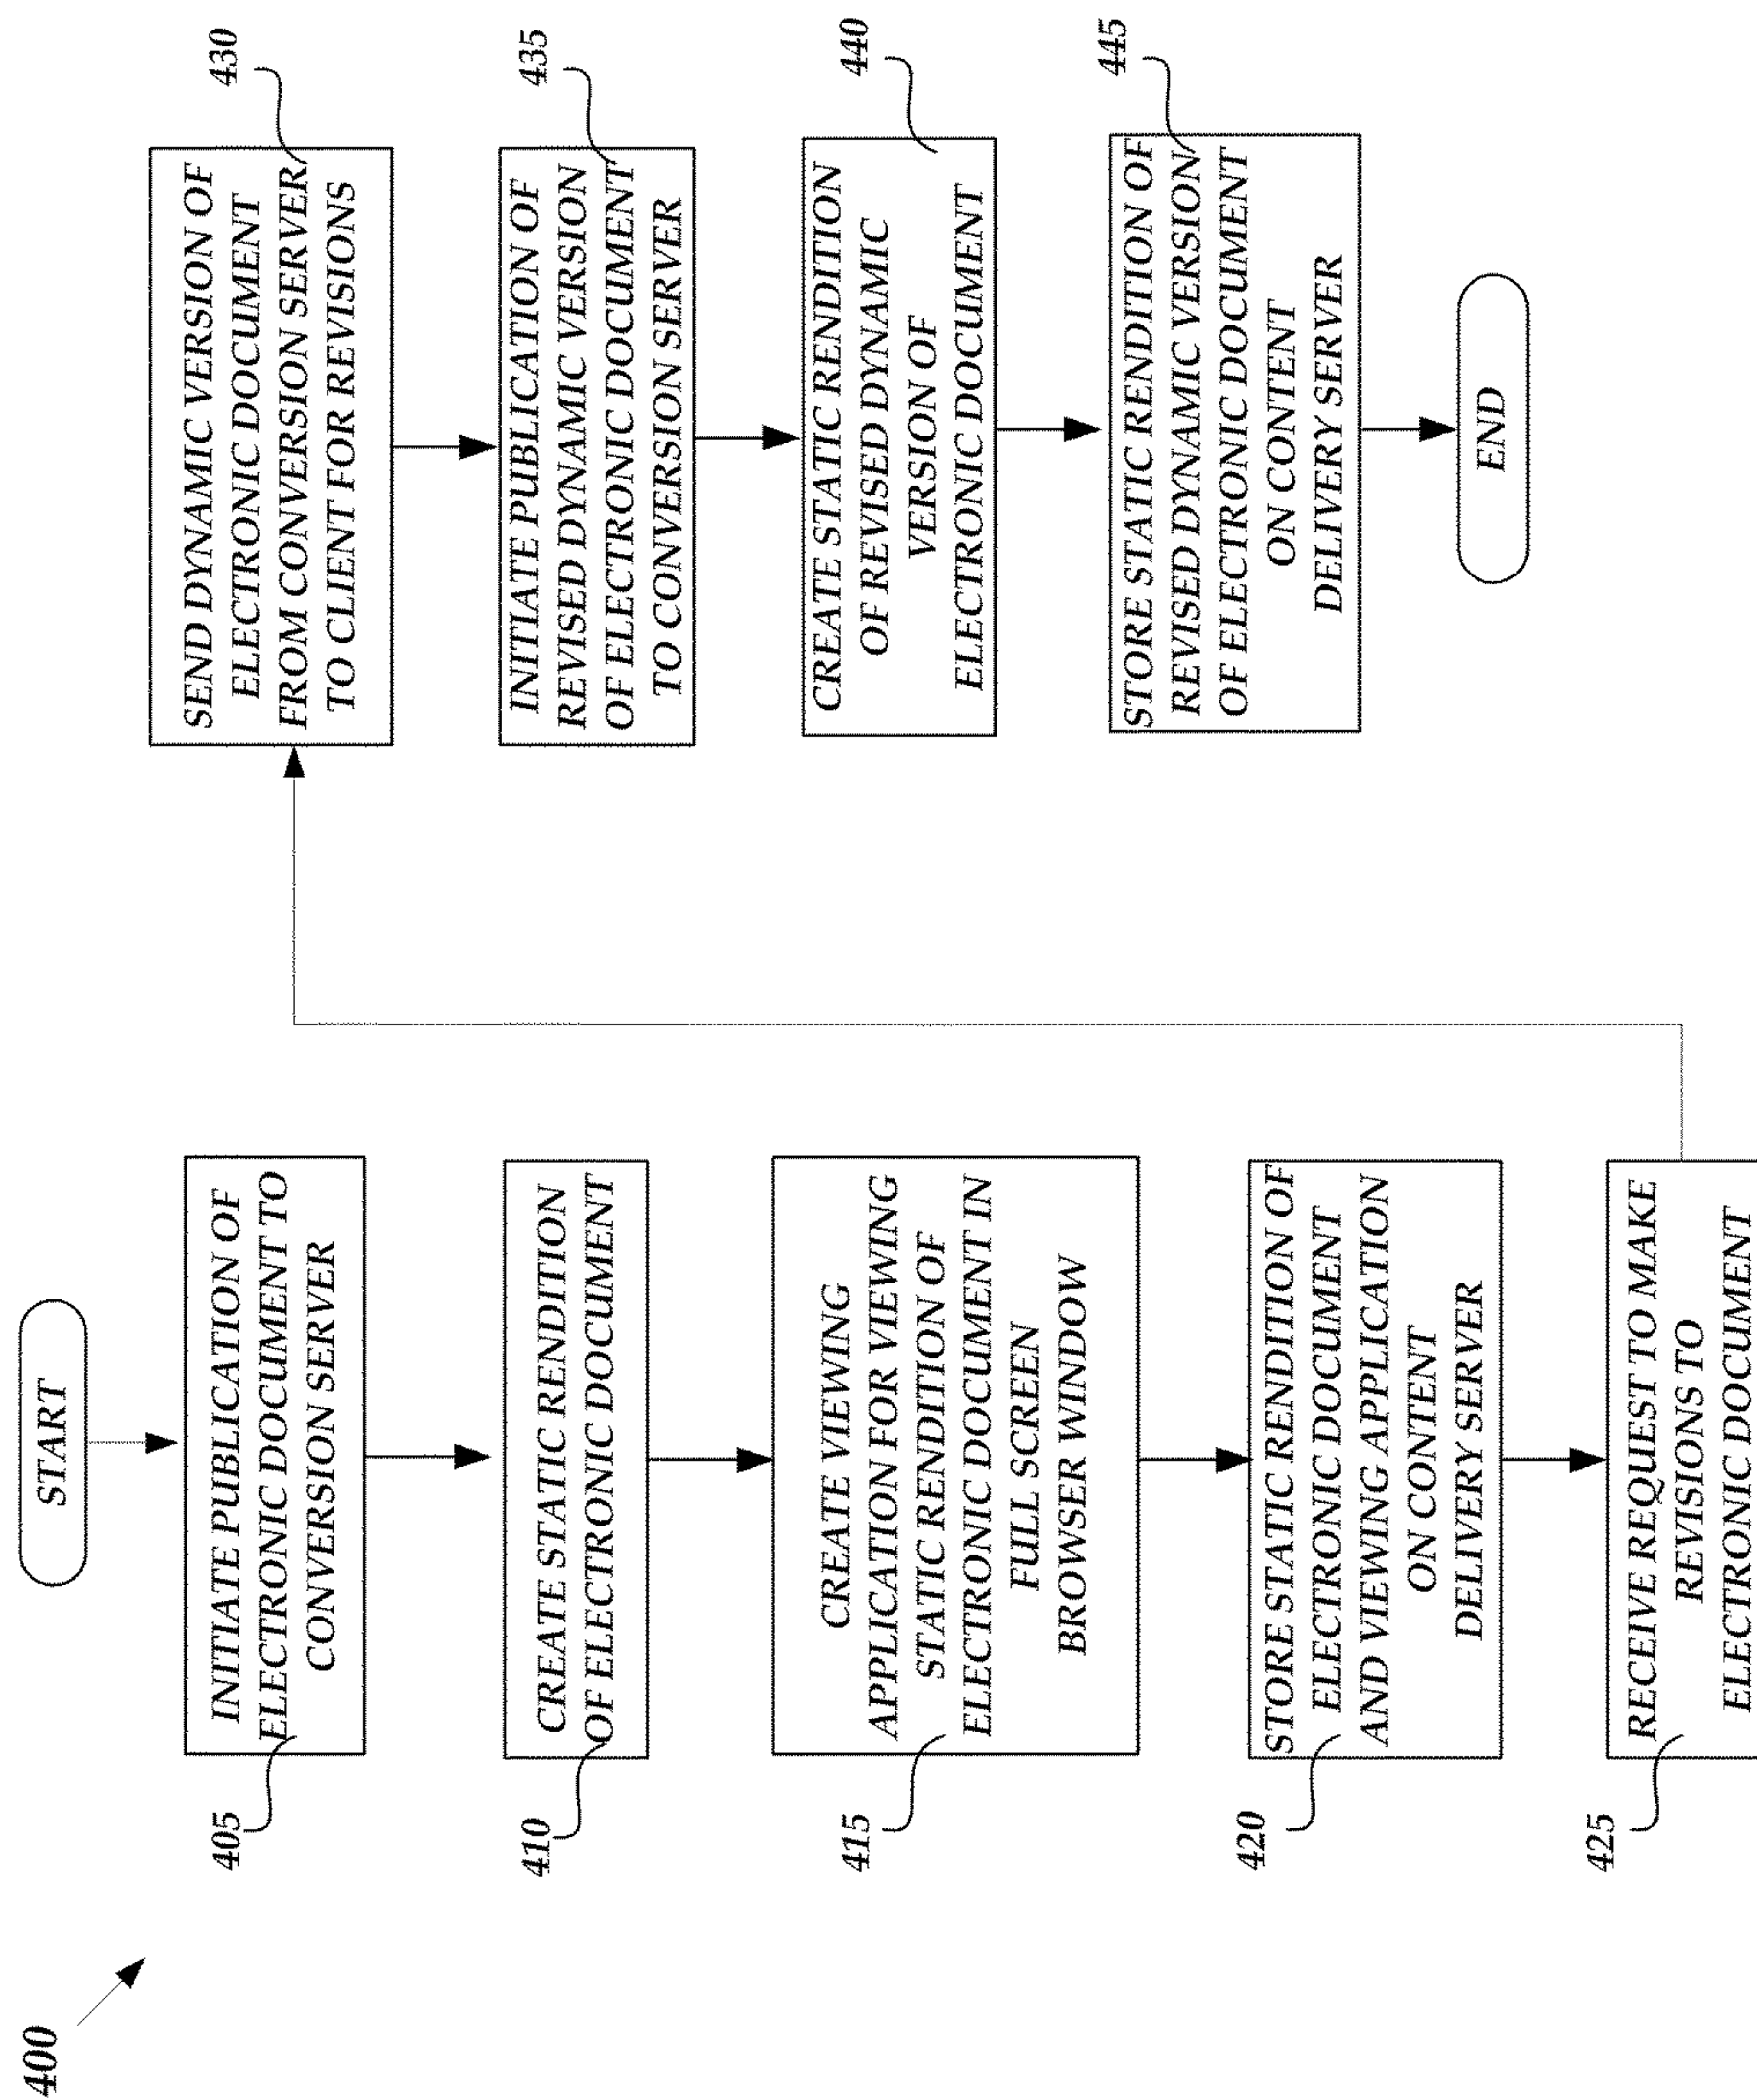 400
START
405
INITIATE PUBLICATION OF
ELECTRONIC DOCUMENT TO
CONVERSION SERVER
410
CREATE STATIC RENDITION
OF ELECTRONIC DOCUMENT
415
CREATE VIEWING
APPLICATION FOR VIEWING
STATIC RENDITION OF
ELECTRONIC DOCUMENT IN
FULL SCREEN
BROWSER WINDOW
420
STORE STATIC RENDITION OF
ELECTRONIC DOCUMENT
AND VIEWING APPLICATION
ON CONTENT
DELIVERY SERVER
425
RECEIVE REQUEST TO MAKE
REVISIONS TO
ELECTRONIC DOCUMENT
430
SEND DYNAMIC VERSION OF
ELECTRONIC DOCUMENT
FROM CONVERSION SERVER
TO CLIENT FOR REVISIONS
435
INITIATE PUBLICATION OF
REVISED DYNAMIC VERSION
OF ELECTRONIC DOCUMENT
TO CONVERSION SERVER
440
CREATE STATIC RENDITION
OF REVISED DYNAMIC
VERSION OF
ELECTRONIC DOCUMENT
445
STORE STATIC RENDITION OF
REVISED DYNAMIC VERSION
OF ELECTRONIC DOCUMENT
ON CONTENT
DELIVERY SERVER
END